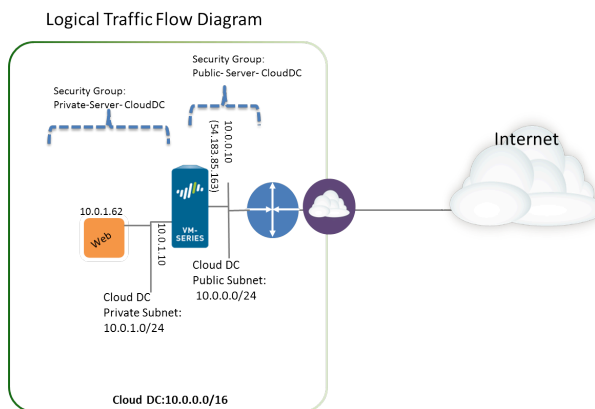 Logical Traffic Flow Diagram
Security Group:
Public- Server- CloudDC
Security Group:
Private-Server- CloudDC
10.0.0.10
(54.183.85.163)
Internet
10.0.1.62
Web
10.0.1.10
VM-
SERIES
Cloud DC
Public Subnet:
10.0.0.0/24
Cloud DC
Private Subnet:
10.0.1.0/24
Cloud DC:10.0.0.0/16